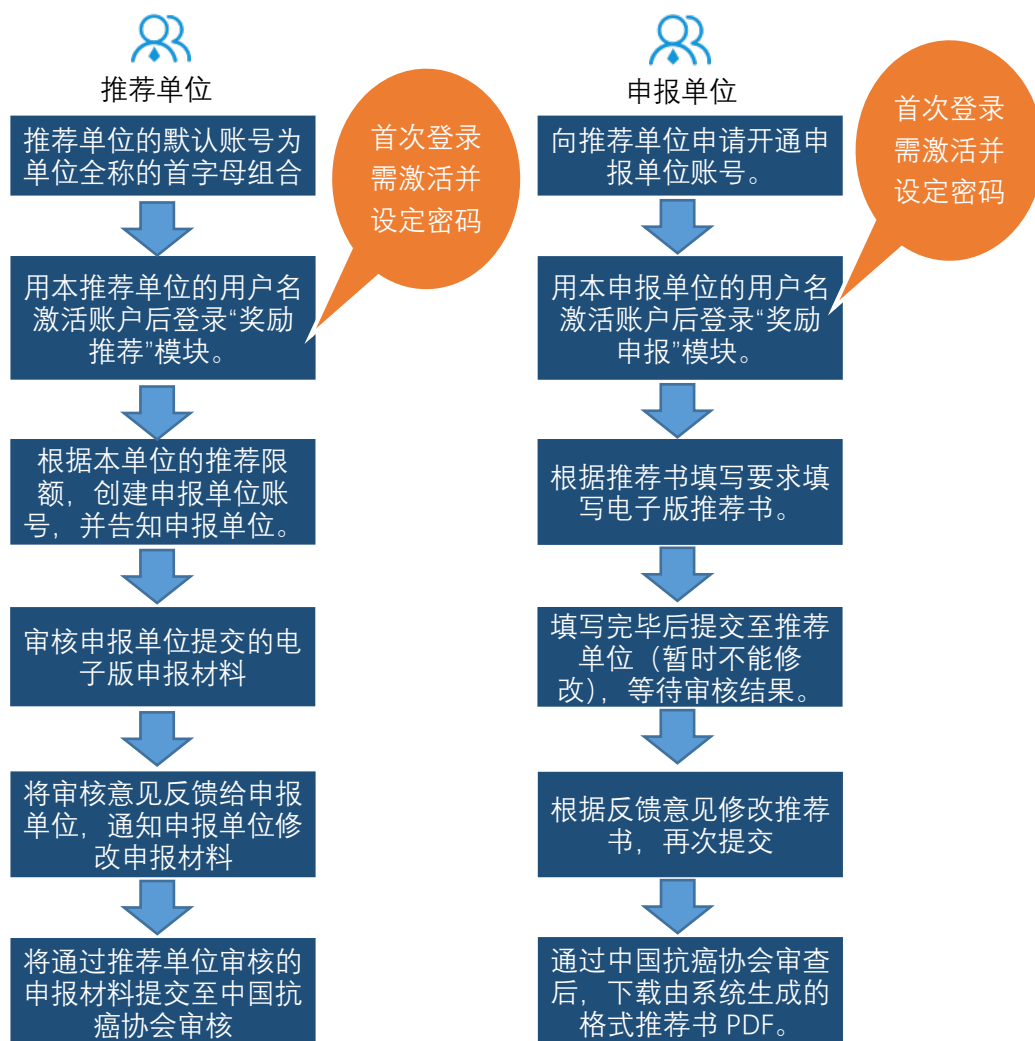 推荐单位
推荐单位的默认账号为
单位全称的首字母组合
首次登录
需激活并
设定密码
用本推荐单位的用户名
激活账户后登录“奖励
推荐”模块。
根据本单位的推荐限
额，创建申报单位账
号，并告知申报单位。
审核申报单位提交的电
子版申报材料
将审核意见反馈给申报
单位，通知申报单位修
改申报材料
将通过推荐单位审核的
申报材料提交至中国抗
癌协会审核
申报单位
向推荐单位申请开通申
报单位账号。
首次登录
需激活并
设定密码
用本申报单位的用户名
激活账户后登录“奖励
申报”模块。
根据推荐书填写要求填
写电子版推荐书。
填写完毕后提交至推荐
单位（暂时不能修
改），等待审核结果。
根据反馈意见修改推荐
书，再次提交
通过中国抗癌协会审查
后，下载由系统生成的
格式推荐书 PDF。